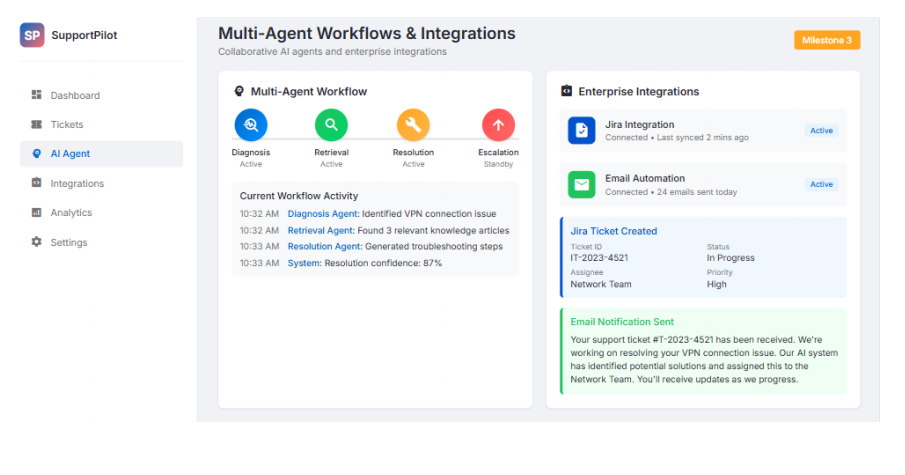 SP SupportPilot
Dashboard
Tickets
AI Agent
Integrations
Analytics
Settings
Multi-Agent Workflows & Integrations
Collaborative AI agents and enterprise integrations
Milestone 3
Multi-Agent Workflow
Diagnosis
Active
Retrieval
Active
Resolution
Active
Escalation
Standby
Current Workflow Activity
10:32 AM Diagnosis Agent: Identified VPN connection issue
10:32 AM Retrieval Agent: Found 3 relevant knowledge articles
10:33 AM Resolution Agent: Generated troubleshooting steps
10:33 AM System: Resolution confidence: 87%
Enterprise Integrations
Jira Integration
Connected • Last synced 2 mins ago
Active
Email Automation
Connected • 24 emails sent today
Active
Jira Ticket Created
Ticket ID
IT-2023-4521
Status
In Progress
Assignee
Network Team
Priority
High
Email Notification Sent
Your support ticket #T-2023-4521 has been received. We're
working on resolving your VPN connection issue. Our AI system
has identified potential solutions and assigned this to the
Network Team. You'll receive updates as we progress.